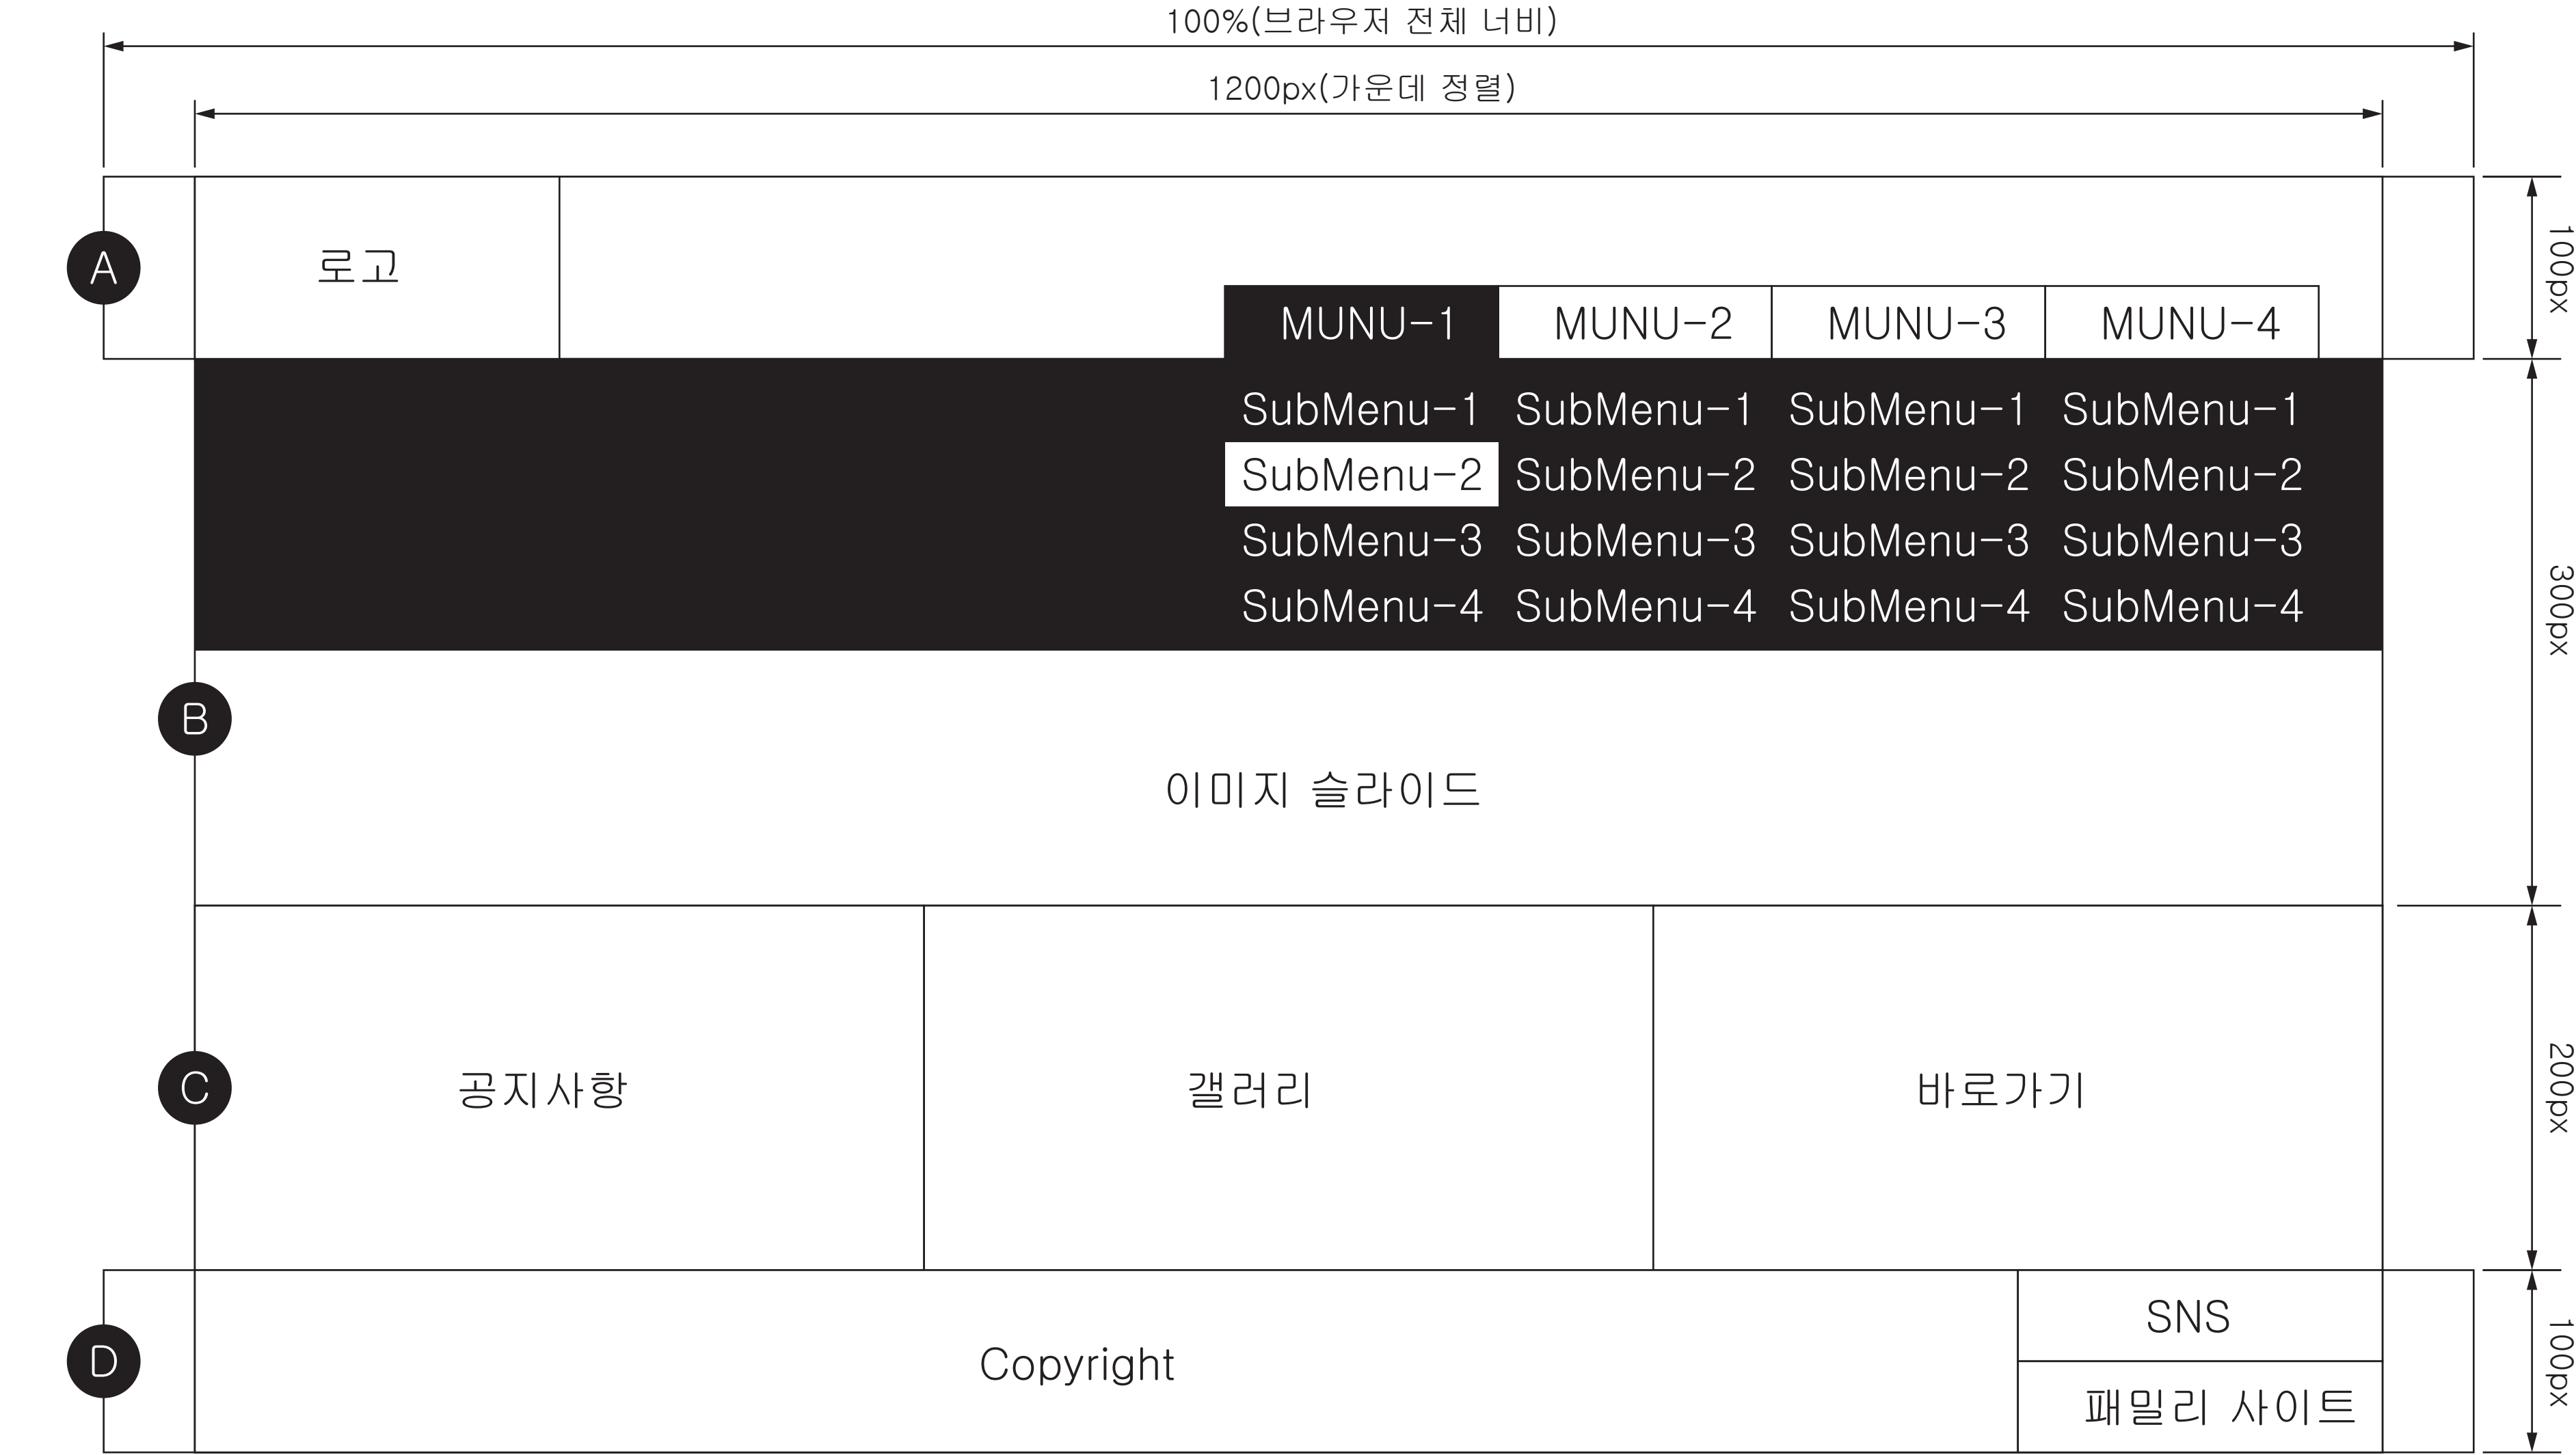 100%(브라우저 전체 너비)
1200px(가운데 정렬)
A
로고
100px
MUNU-1 MUNU-2 MUNU-3 MUNU-4
SubMenu-1 SubMenu-1 SubMenu-1 SubMenu-1
SubMenu-2 SubMenu-2 SubMenu-2 SubMenu-2
SubMenu-3 SubMenu-3 SubMenu-3 SubMenu-3
SubMenu-4 SubMenu-4 SubMenu-4 SubMenu-4
300px
B
이미지 슬라이드
C
공지사항 갤러리 바로가기
200px
D
Copyright
SNS
패밀리 사이트
100px